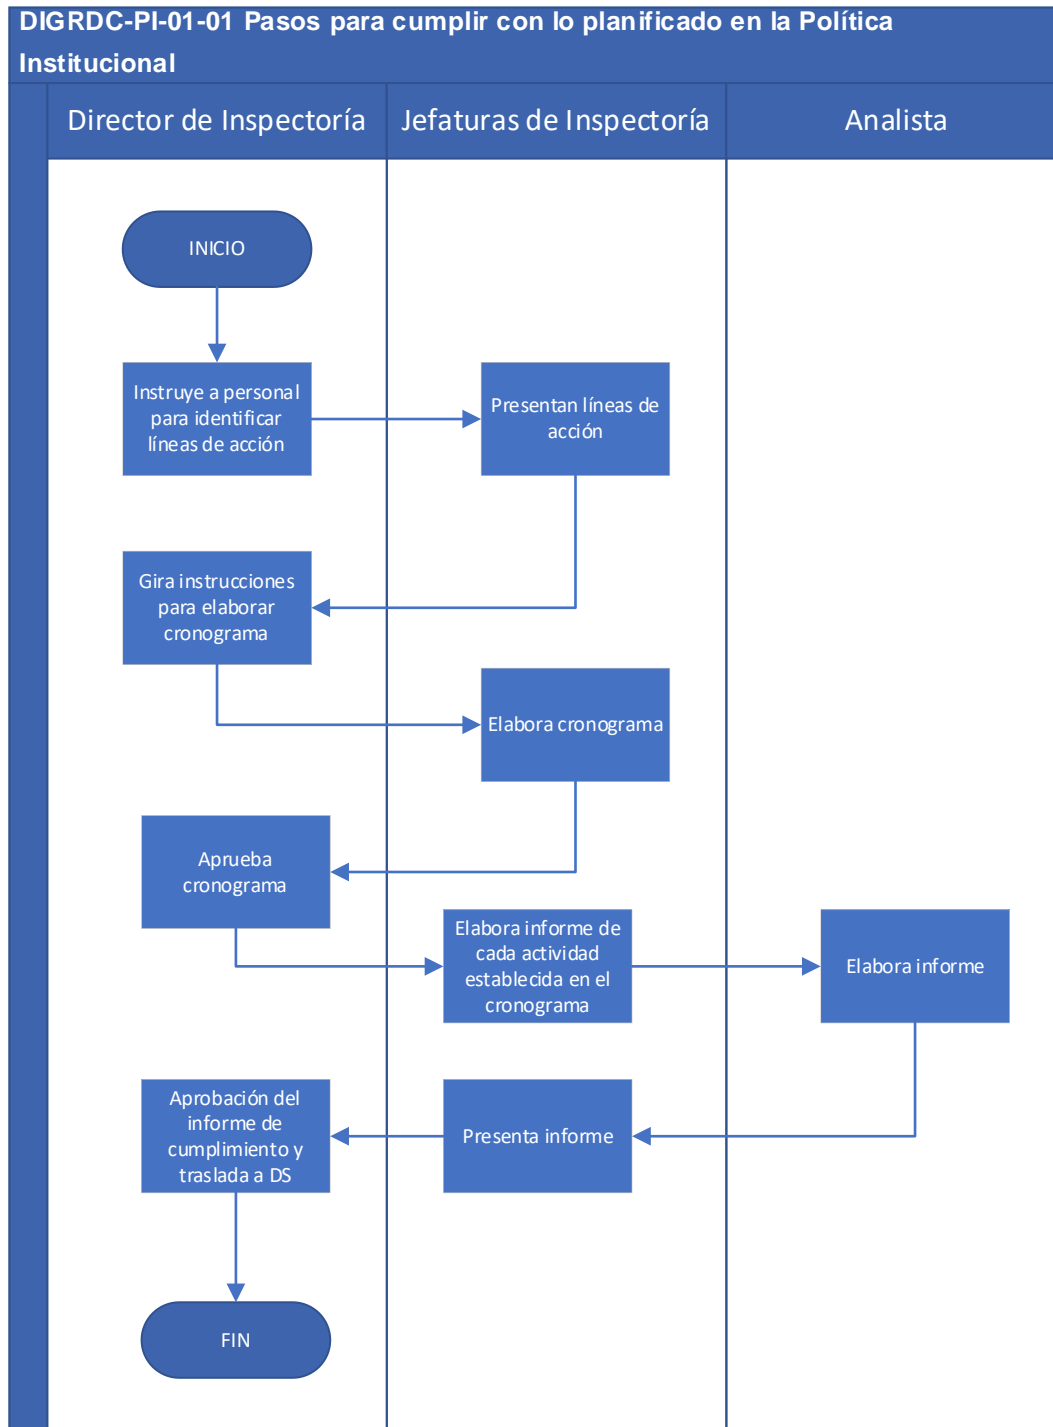 DIGRDC-PI-01-01 Pasos para cumplir con lo planificado en la Política
Institucional
Director de Inspectoría
Jefaturas de Inspectoría
Analista
INICIO
Instruye a personal
para identificar
líneas de acción
Presentan líneas de
acción
Gira instrucciones
para elaborar
cronograma
Elabora cronograma
Aprueba
cronograma
Elabora informe de
cada actividad
establecida en el
cronograma
Elabora informe
Aprobación del
informe de
cumplimiento y
traslada a DS
Presenta informe
FIN